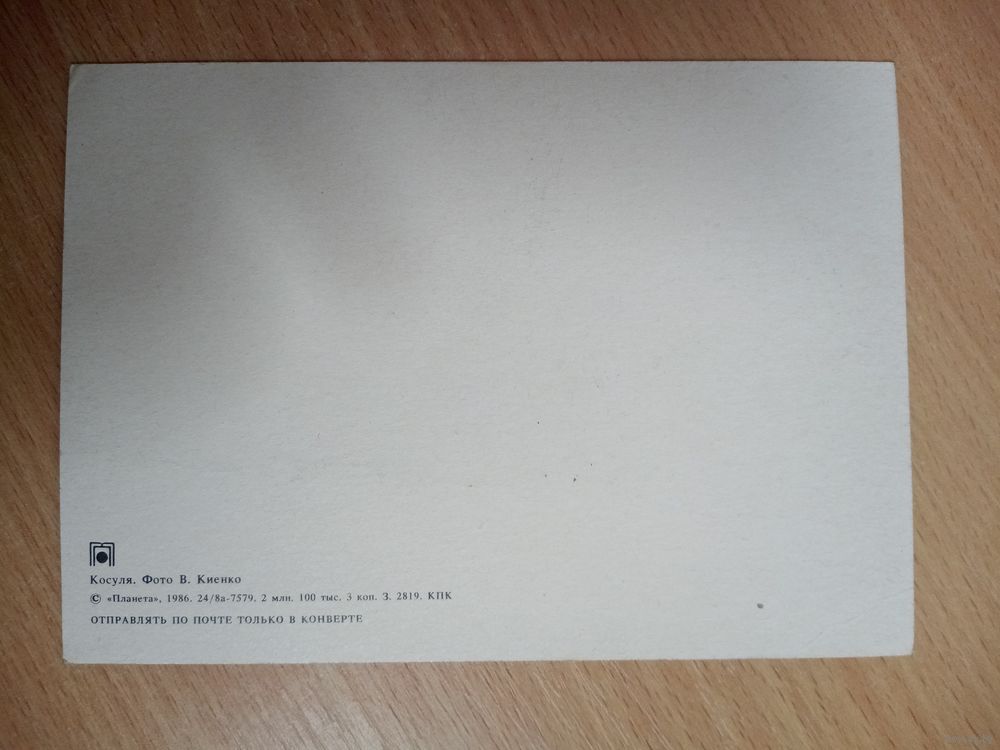 Косуля. Фото В. Киенко
© «Планета», 1986. 24/8а-7579. 2 млн. 100 тыс. 3 коп. З. 2819. КПК
ОТПРАВЛЯТЬ ПО ПОЧТЕ ТОЛЬКО В КОНВЕРТЕ